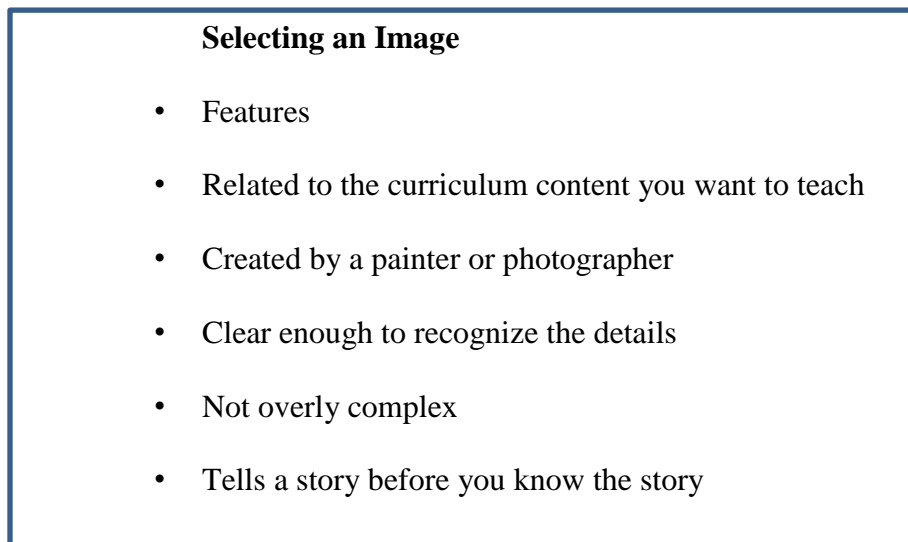 Selecting an Image
• Features
• Related to the curriculum content you want to teach
• Created by a painter or photographer
• Clear enough to recognize the details
• Not overly complex
• Tells a story before you know the story